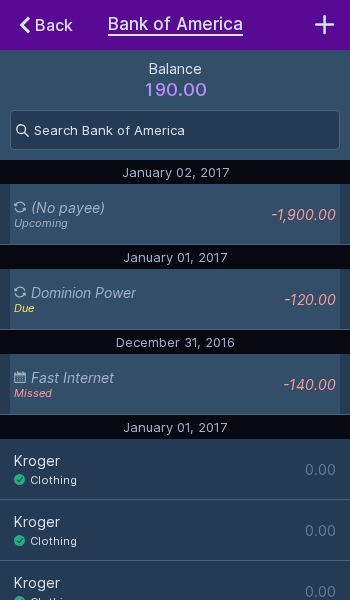 Back
Bank of America
Balance
190.00
Search Bank of America
January 02, 2017
(No payee)
-1,900.00
Upcoming
January 01, 2017
Dominion Power
-120.00
Due
December 31, 2016
Fast Internet
-140.00
Missed
January 01, 2017
Kroger
0.00
Clothing
Kroger
0.00
Clothing
Kroger
0.00